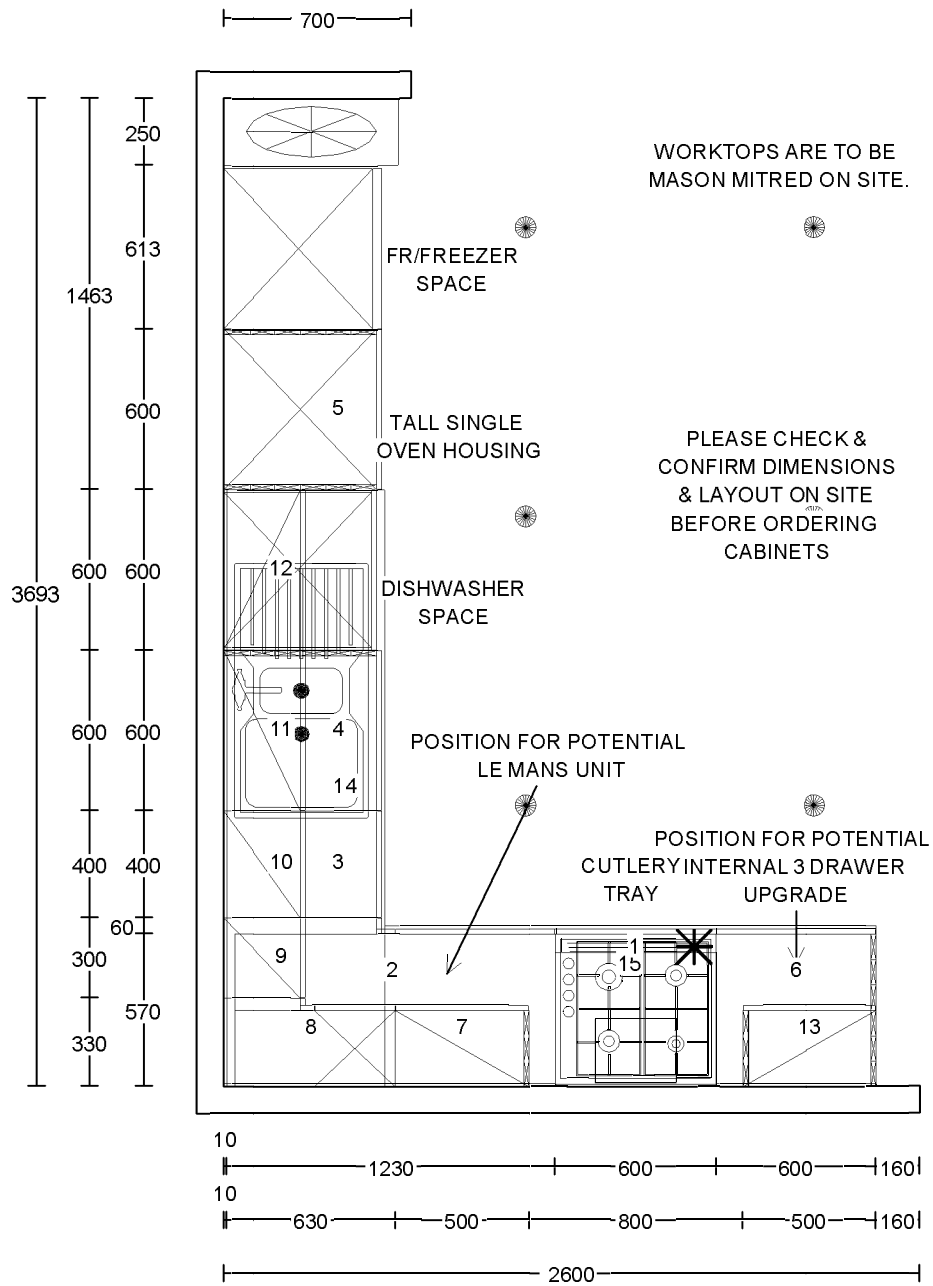 700
250
WORKTOPS ARE TO BE
MASON MITRED ON SITE.
613
FR/FREEZER
SPACE
1463
600
5
TALL SINGLE
OVEN HOUSING
PLEASE CHECK &
CONFIRM DIMENSIONS
& LAYOUT ON SITE
BEFORE ORDERING
CABINETS
3693
600
600
12
DISHWASHER
SPACE
600
600
11
4
14
POSITION FOR POTENTIAL
LE MANS UNIT
400
400
10
3
CUTLERY
TRAY
POSITION FOR POTENTIAL
INTERNAL 3 DRAWER
UPGRADE
60
300
9
2
1
15
6
570
330
8
7
13
10
1230
600
600
160
10
630
500
800
500
160
2600